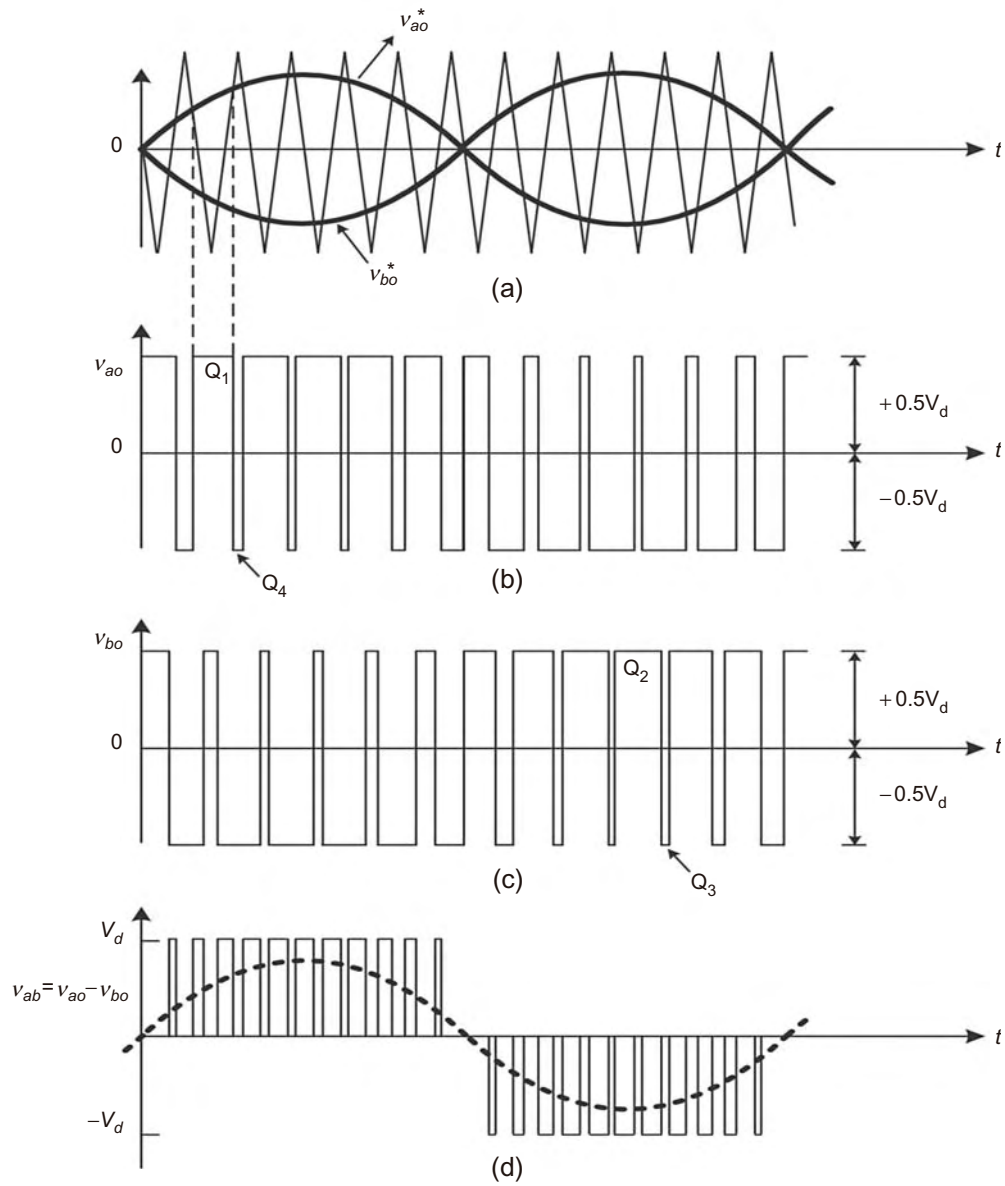 v*ao
0
t
v*bo
(a)
vao
Q1
+0.5Vd
0
t
−0.5Vd
Q4
(b)
vbo
Q2
+0.5Vd
0
t
−0.5Vd
Q3
(c)
Vd
vab=vao−vbo
t
−Vd
(d)